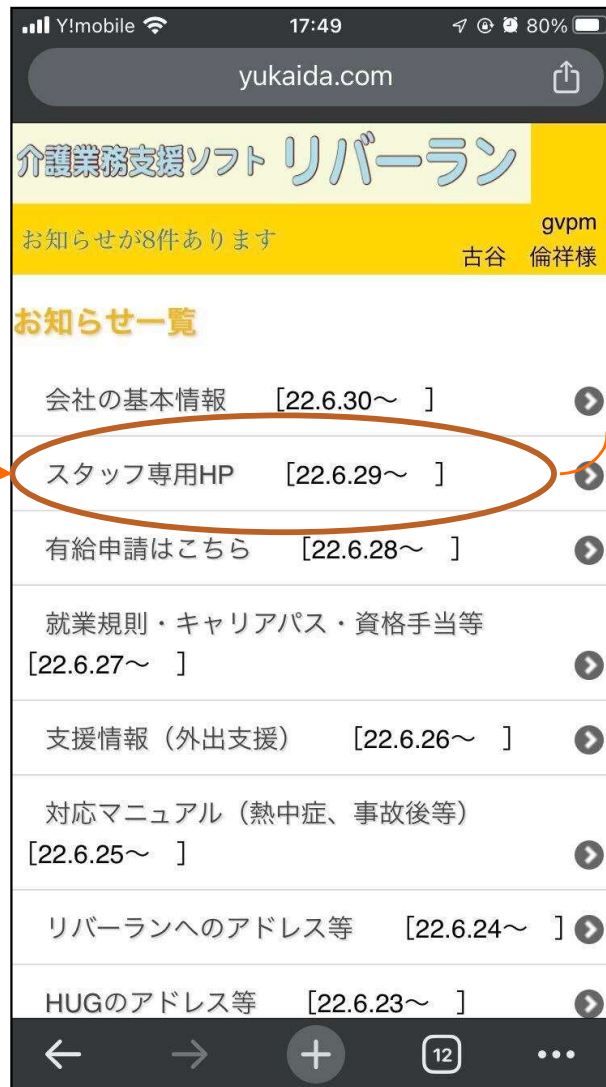 Y!mobile 17:49 80%
yukaida.com
介護業務支援ソフト リバーラン
gvpm
お知らせが8件あります
古谷 倫祥様
お知らせ一覧
会社の基本情報 [22.6.30〜 ]
スタッフ専用HP [22.6.29〜 ]
有給申請はこちら [22.6.28〜 ]
就業規則・キャリアパス・資格手当等
[22.6.27〜 ]
支援情報（外出支援） [22.6.26〜 ]
対応マニュアル（熱中症、事故後等）
[22.6.25〜 ]
リバーランへのアドレス等 [22.6.24〜 ]
HUGのアドレス等 [22.6.23〜 ]
12